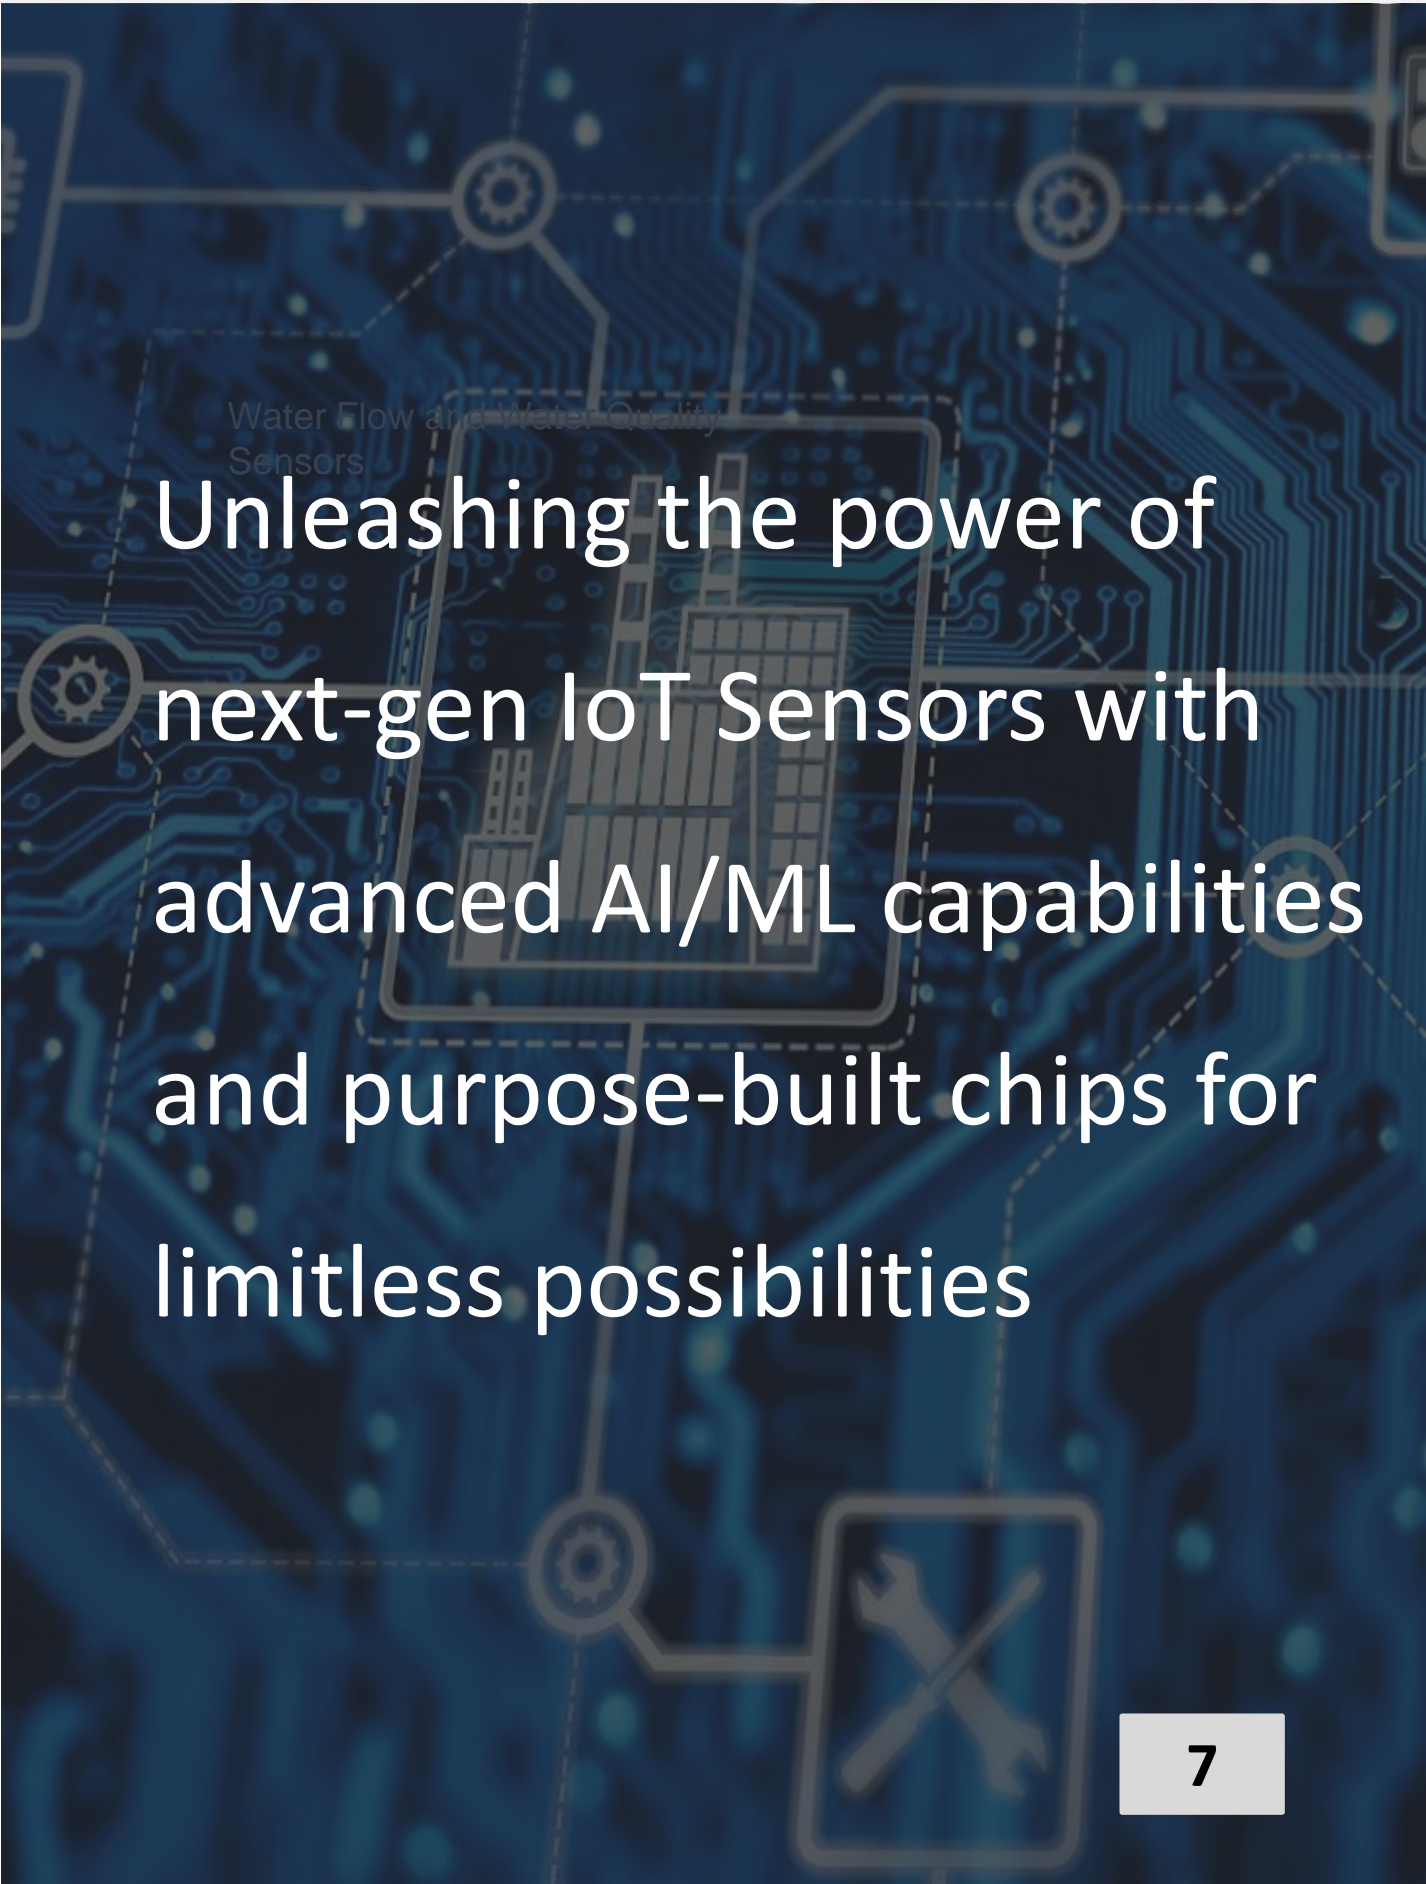 Water Flow and Water Quality
Sensors
Unleashing the power of
next-gen IoT Sensors with
advanced AI/ML capabilities
and purpose-built chips for
limitless possibilities
7